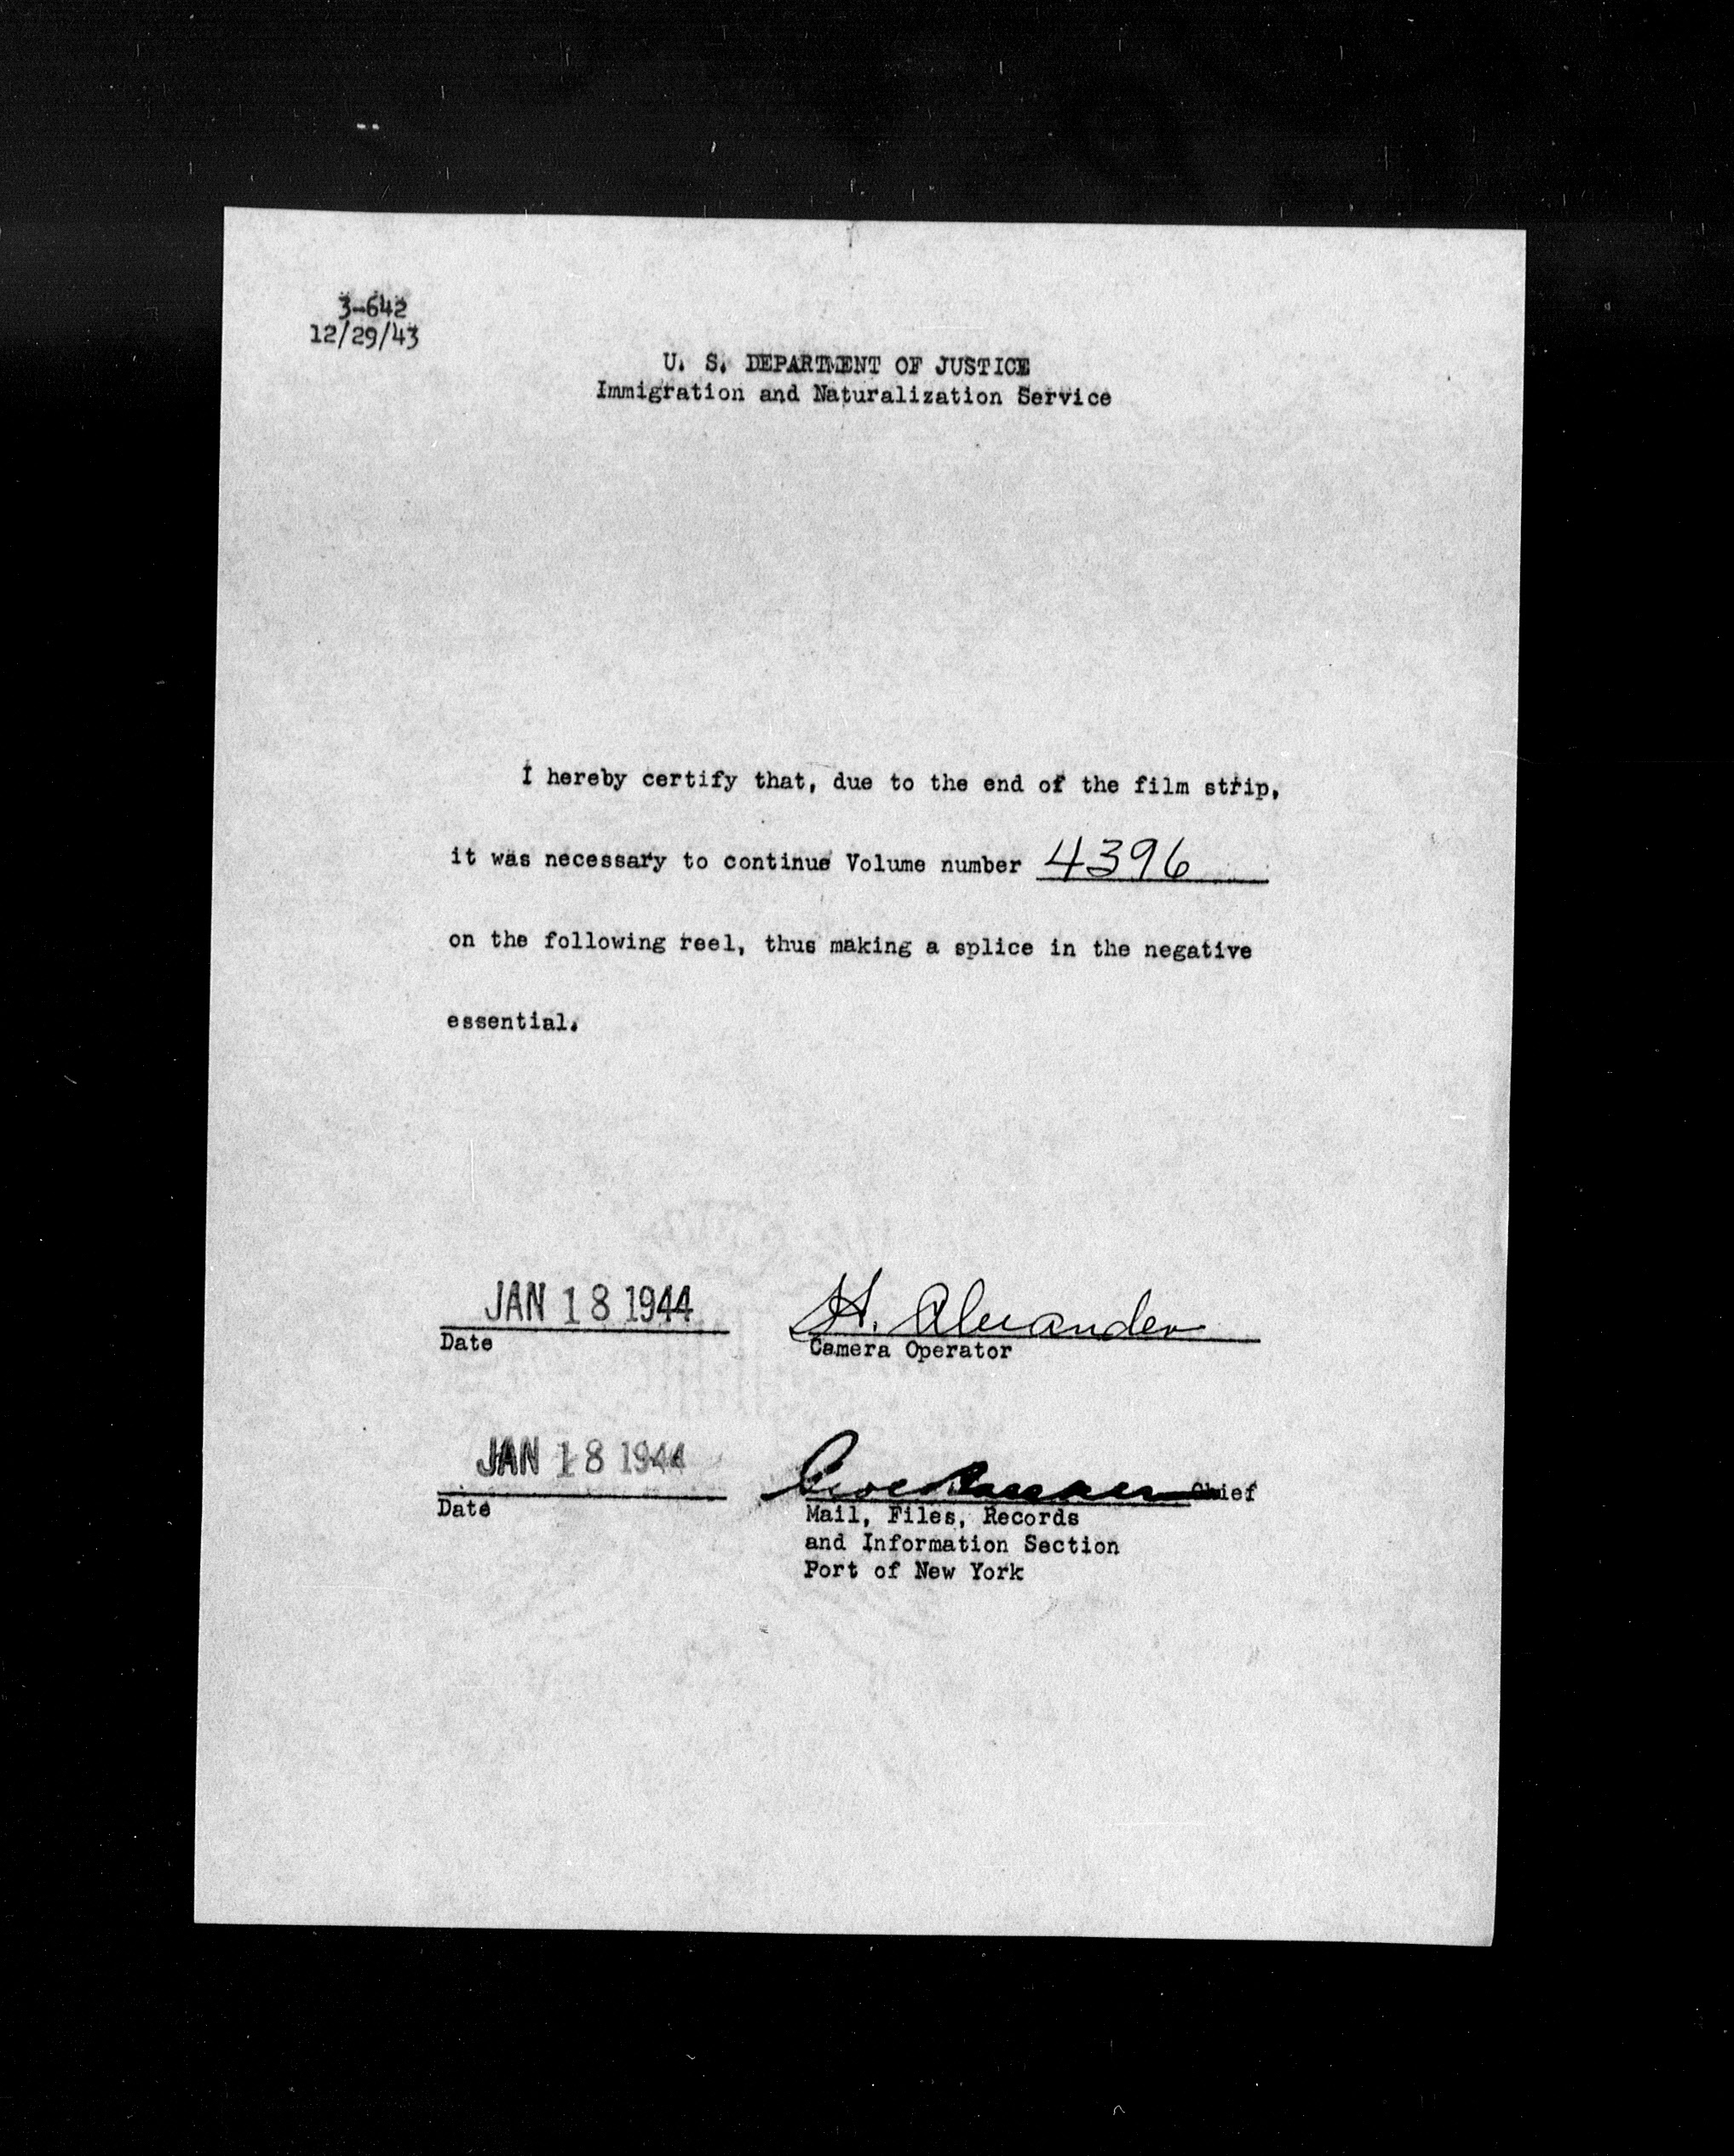 3-642
12/29/43
U. S. DEPARTMENT OF JUSTICE
Immigration and Naturalization Service
I hereby certify that, due to the end of the film strip,
it was necessary to continue Volume number 4396
on the following reel, thus making a splice in the negative
essential.
JAN 18 1944 H. Alexander
Date Camera Operator
JAN 18 1944 Chief
Date Mail, Files, Records
and Information Section
Port of New York